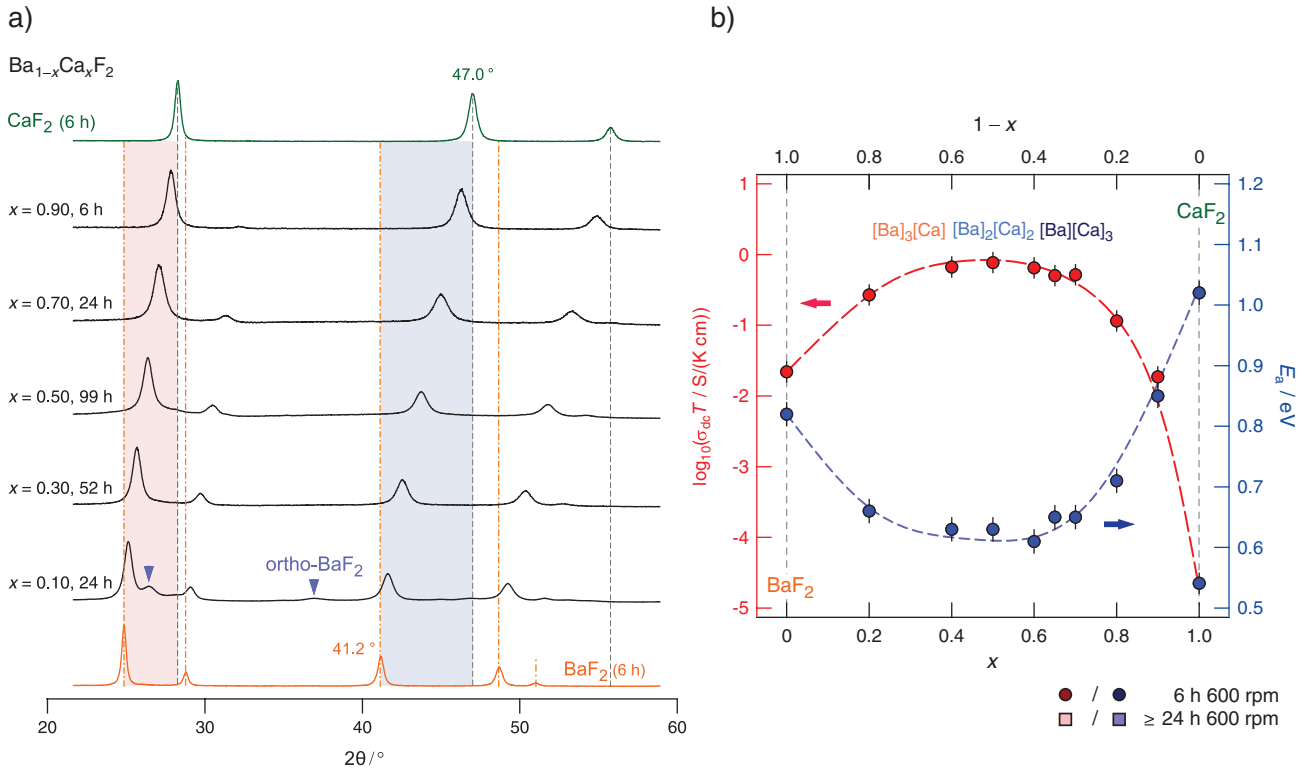 a)
Ba1−xCaxF2
47.0 °
CaF2 (6 h)
x = 0.90, 6 h
x = 0.70, 24 h
x = 0.50, 99 h
x = 0.30, 52 h
ortho-BaF2
x = 0.10, 24 h
41.2 °
BaF2 (6 h)
20 30 40 50 60
2θ / °
b)
1 − x
1.0 0.8 0.6 0.4 0.2 0
1 0 -1 -2 -3 -4 -5
log10(σdcT / S/(K cm))
1.2 1.1 1.0 0.9 0.8 0.7 0.6 0.5
Ea / eV
CaF2
[Ba]3[Ca] [Ba]2[Ca]2 [Ba][Ca]3
BaF2
0 0.2 0.4 0.6 0.8 1.0
x
/ 6 h 600 rpm
/ ≥ 24 h 600 rpm